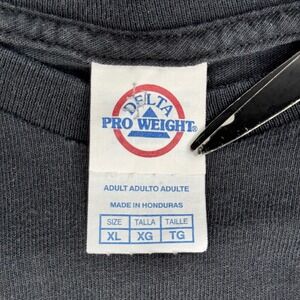 DELTA
PRO WEIGHT®
ADULT ADULTO ADULTE
MADE IN HONDURAS
SIZE TALLA TAILLE
XL XG TG